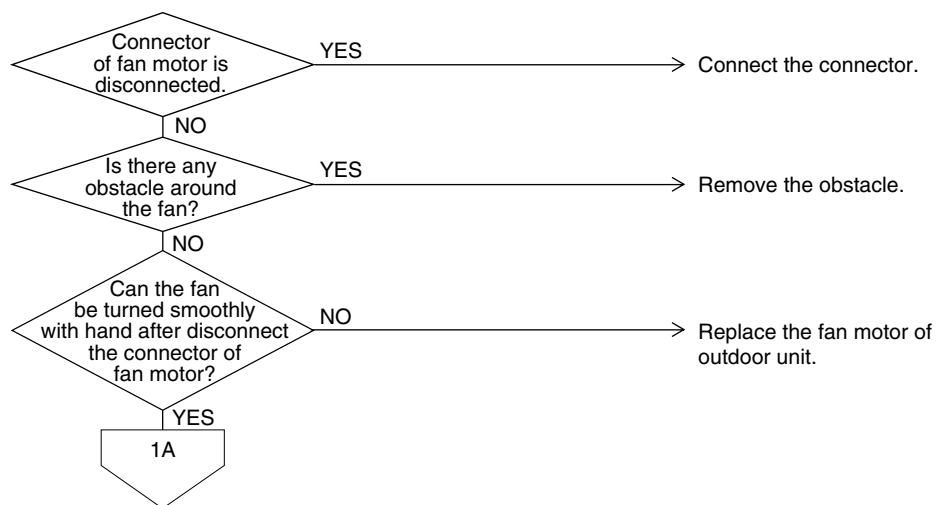 Connector
of fan motor is
disconnected.
YES
Connect the connector.
NO
Is there any
obstacle around
the fan?
YES
Remove the obstacle.
NO
Can the fan
be turned smoothly
with hand after disconnect
the connector of
fan motor?
NO
Replace the fan motor of
outdoor unit.
YES
1A